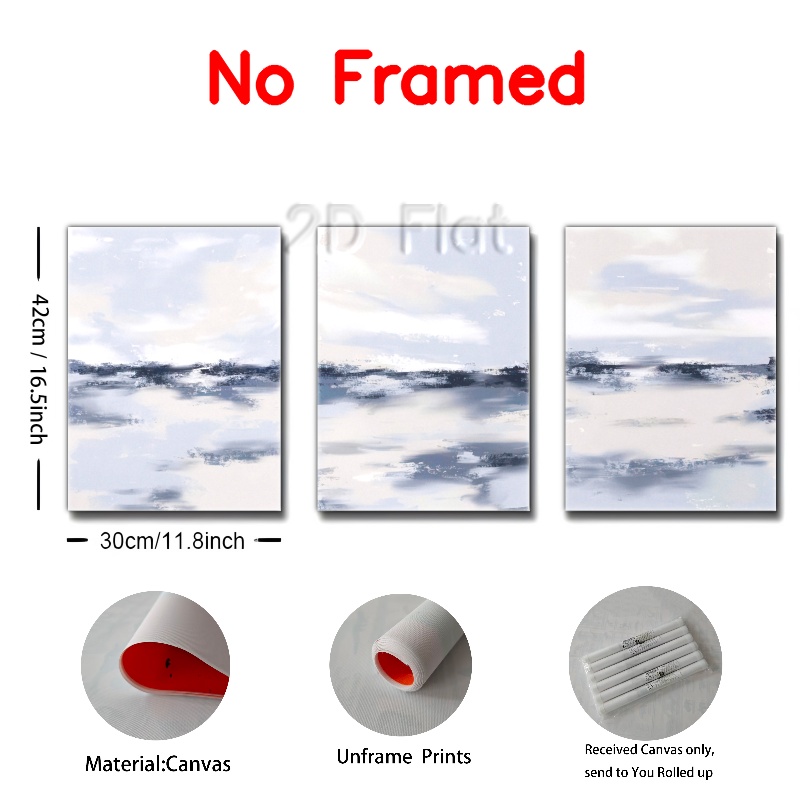 No Framed
2D Flat
42cm / 16.5inch
30cm/11.8inch
Material:Canvas
Unframe Prints
Received Canvas only,
send to You Rolled up